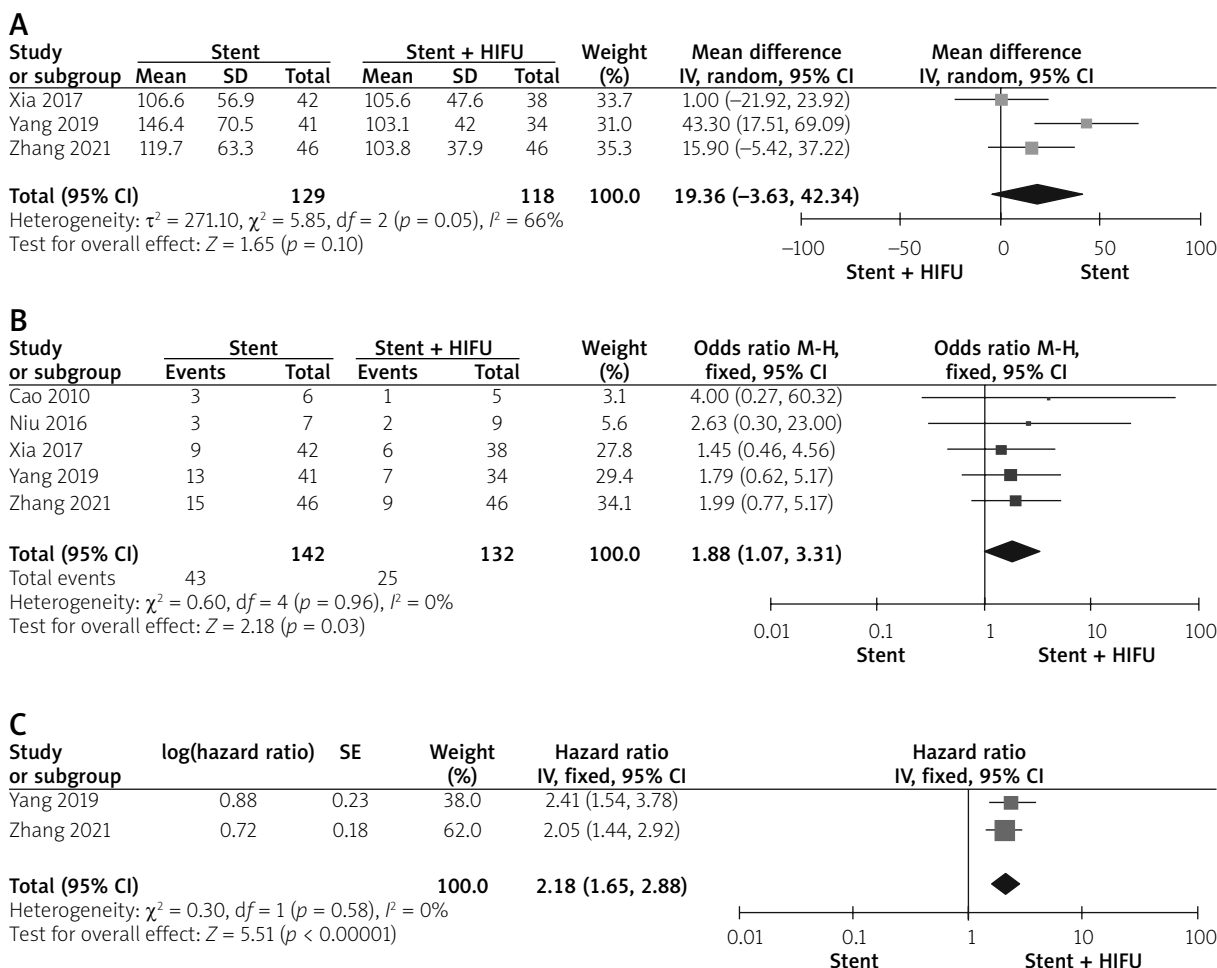 A
Study Stent Stent + HIFU Weight Mean difference Mean difference
or subgroup Mean SD Total Mean SD Total (%) IV, random, 95% CI IV, random, 95% CI
Xia 2017 106.6 56.9 42 105.6 47.6 38 33.7 1.00 (–21.92, 23.92)
Yang 2019 146.4 70.5 41 103.1 42 34 31.0 43.30 (17.51, 69.09)
Zhang 2021 119.7 63.3 46 103.8 37.9 46 35.3 15.90 (–5.42, 37.22)
Total (95% CI) 129 118 100.0 19.36 (–3.63, 42.34)
Heterogeneity: τ² = 271.10, χ² = 5.85, df = 2 (p = 0.05), I² = 66%
Test for overall effect: Z = 1.65 (p = 0.10)
–100 –50 0 50 100
Stent + HIFU Stent
B
Study Stent Stent + HIFU Weight Odds ratio M-H, Odds ratio M-H,
or subgroup Events Total Events Total (%) fixed, 95% CI fixed, 95% CI
Cao 2010 3 6 1 5 3.1 4.00 (0.27, 60.32)
Niu 2016 3 7 2 9 5.6 2.63 (0.30, 23.00)
Xia 2017 9 42 6 38 27.8 1.45 (0.46, 4.56)
Yang 2019 13 41 7 34 29.4 1.79 (0.62, 5.17)
Zhang 2021 15 46 9 46 34.1 1.99 (0.77, 5.17)
Total (95% CI) 142 132 100.0 1.88 (1.07, 3.31)
Total events 43 25
Heterogeneity: χ² = 0.60, df = 4 (p = 0.96), I² = 0%
Test for overall effect: Z = 2.18 (p = 0.03)
0.01 0.1 1 10 100
Stent Stent + HIFU
C
Study log(hazard ratio) SE Weight Hazard ratio Hazard ratio
or subgroup (%) IV, fixed, 95% CI IV, fixed, 95% CI
Yang 2019 0.88 0.23 38.0 2.41 (1.54, 3.78)
Zhang 2021 0.72 0.18 62.0 2.05 (1.44, 2.92)
Total (95% CI) 100.0 2.18 (1.65, 2.88)
Heterogeneity: χ² = 0.30, df = 1 (p = 0.58), I² = 0%
Test for overall effect: Z = 5.51 (p < 0.00001)
0.01 0.1 1 10 100
Stent Stent + HIFU